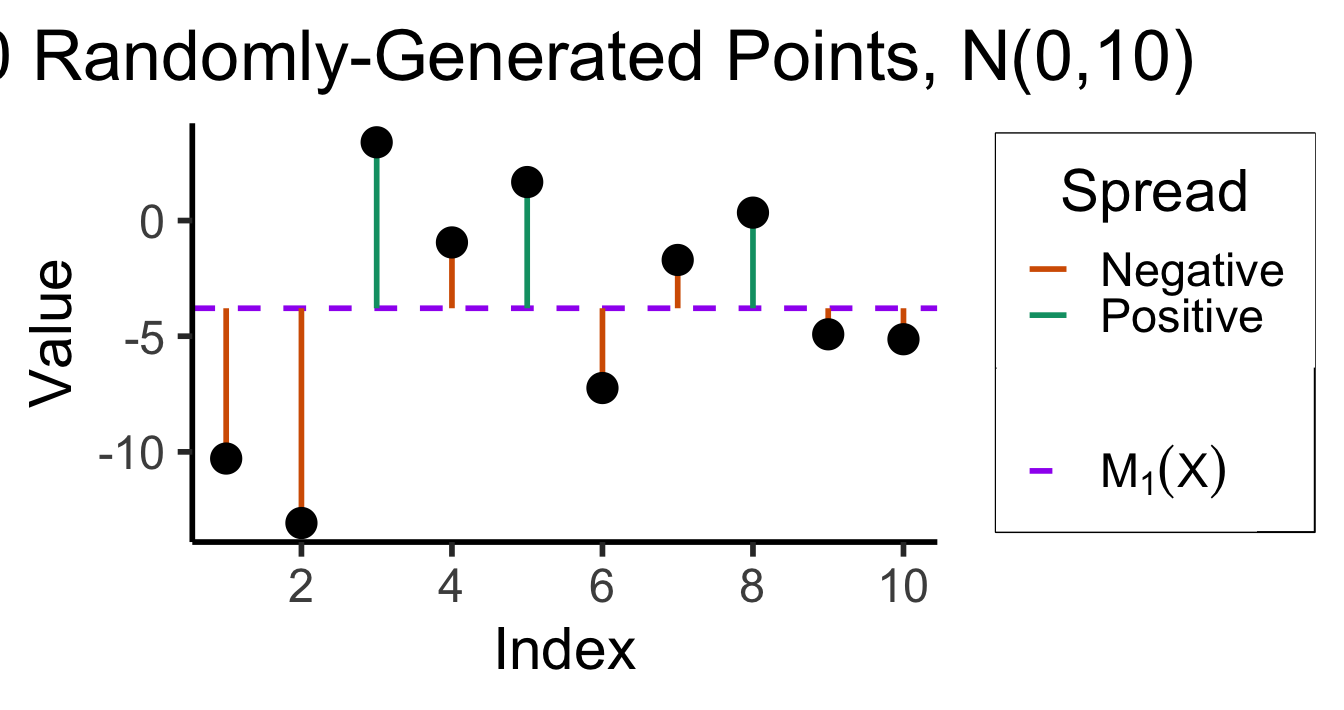 0 Randomly-Generated Points, N(0,10)
Value
0
-5
-10
2 4 6 8 10
Index
Spread
Negative
Positive
M₁(X)